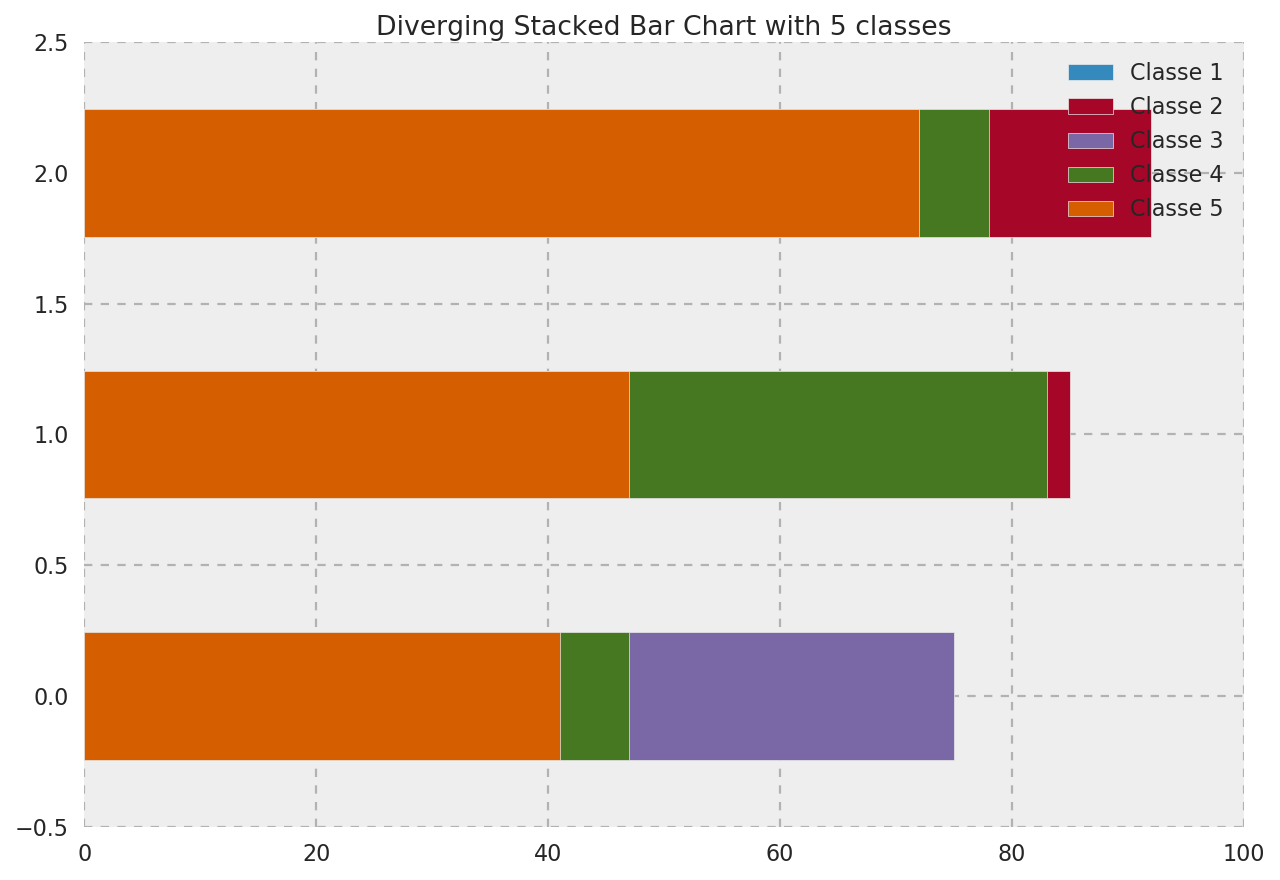 Diverging Stacked Bar Chart with 5 classes
2.5
2.0
1.5
1.0
0.5
0.0
−0.5
Classe 1
Classe 2
Classe 3
Classe 4
Classe 5
0 20 40 60 80 100